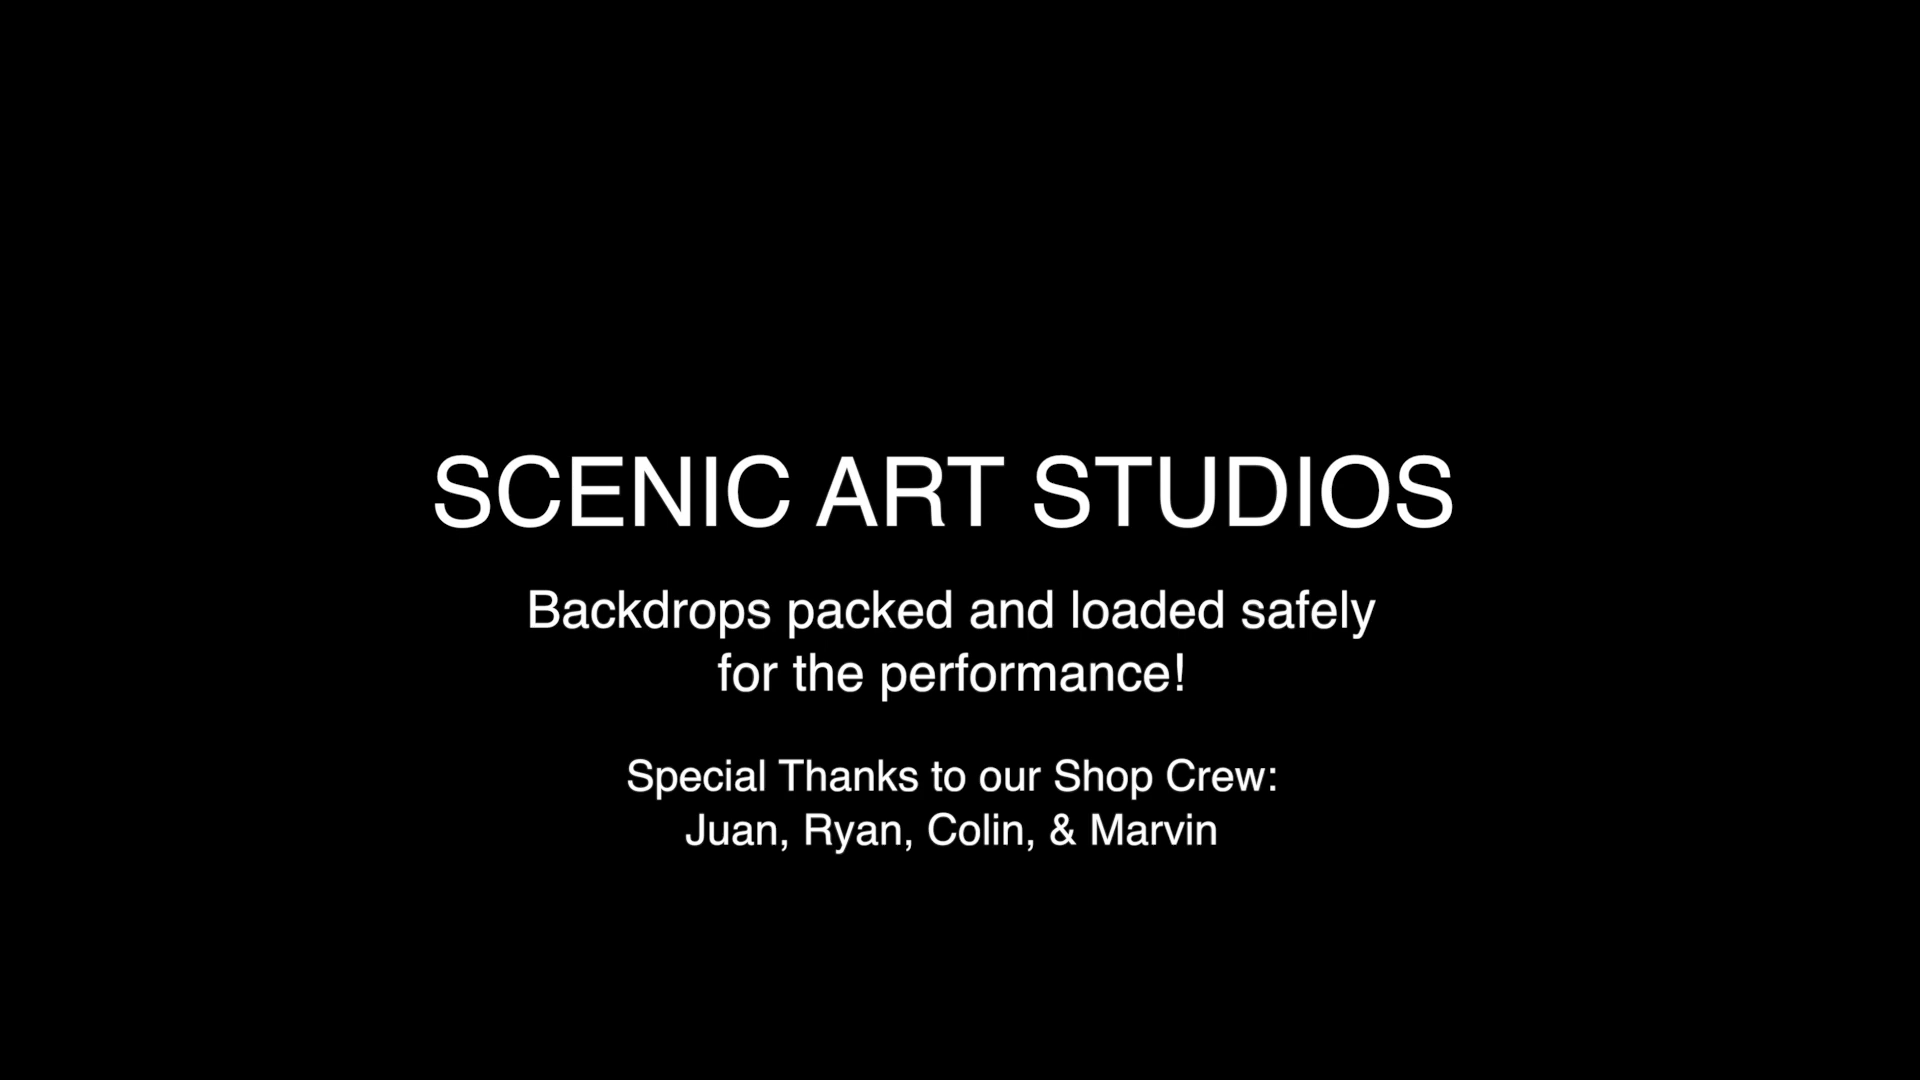 SCENIC ART STUDIOS
Backdrops packed and loaded safely
for the performance!
Special Thanks to our Shop Crew:
Juan, Ryan, Colin, & Marvin